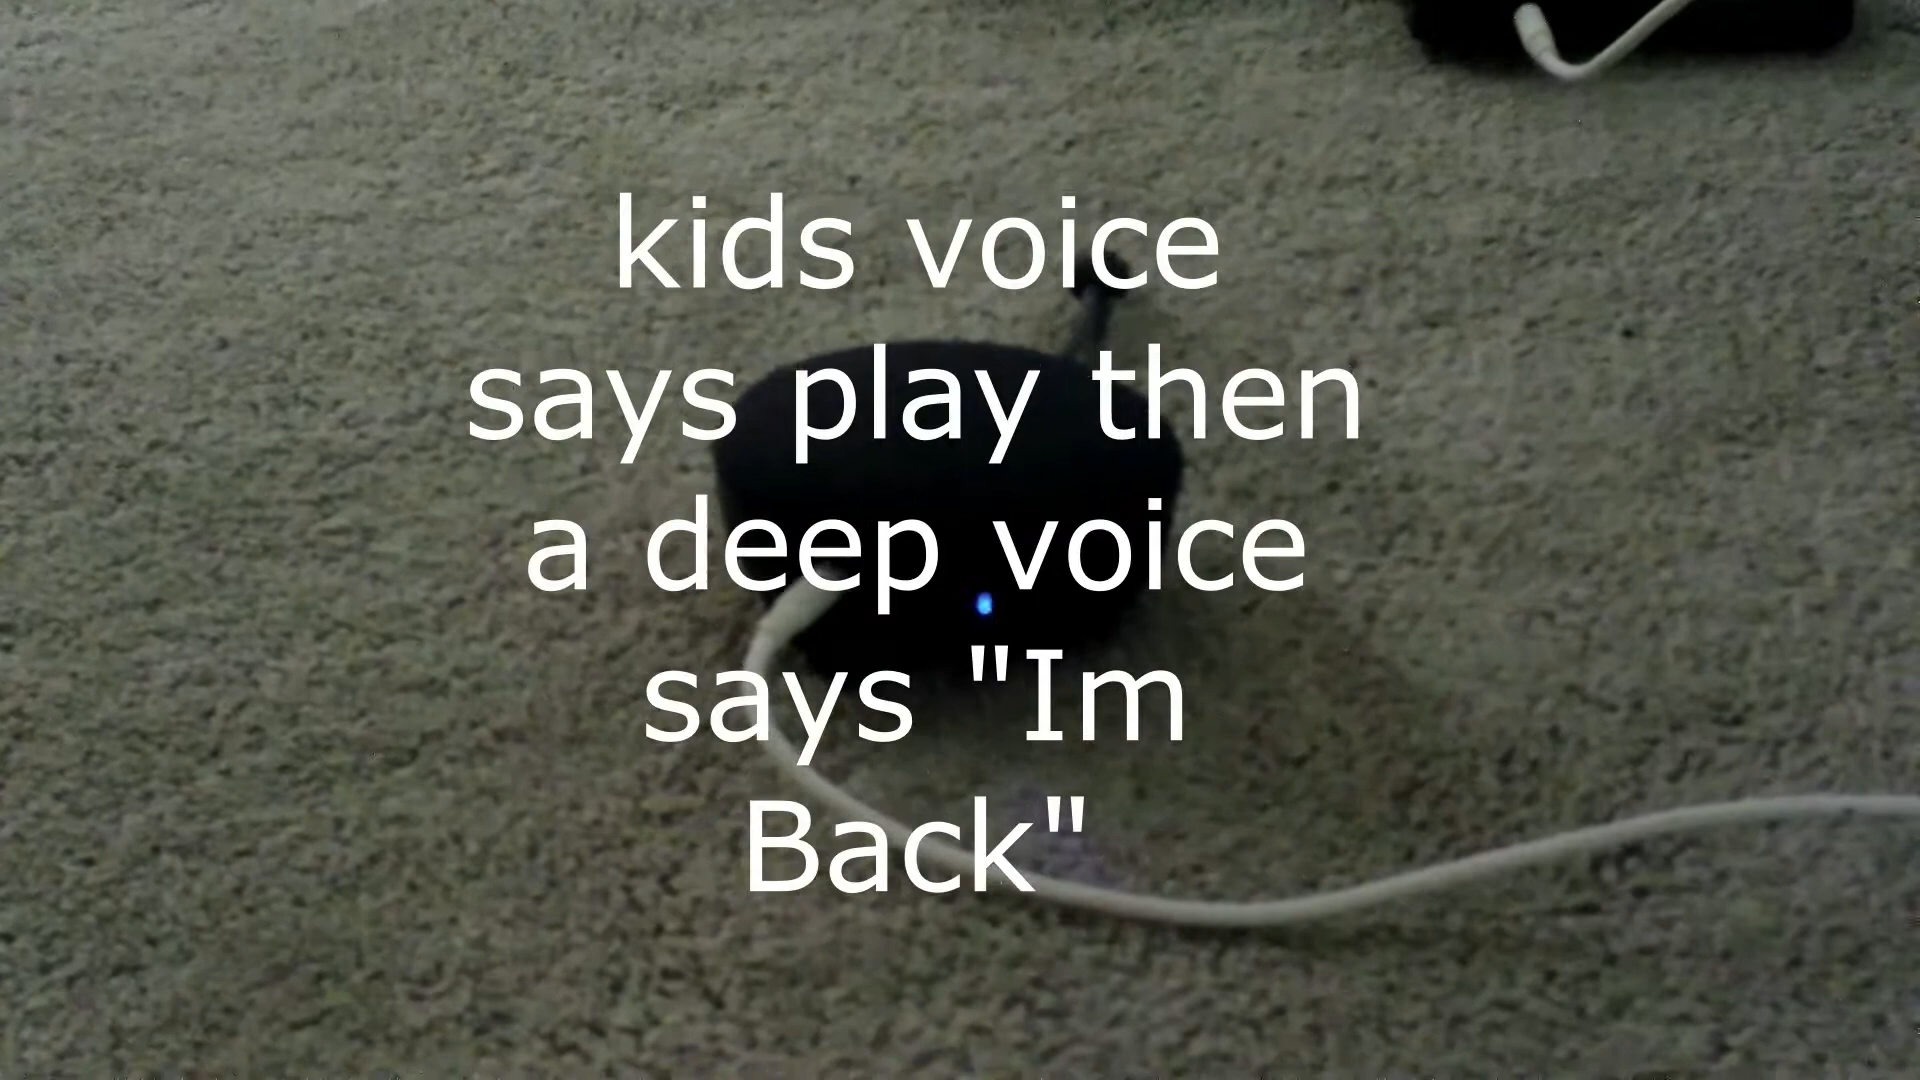 kids voice
says play then
a deep voice
says "Im
Back"